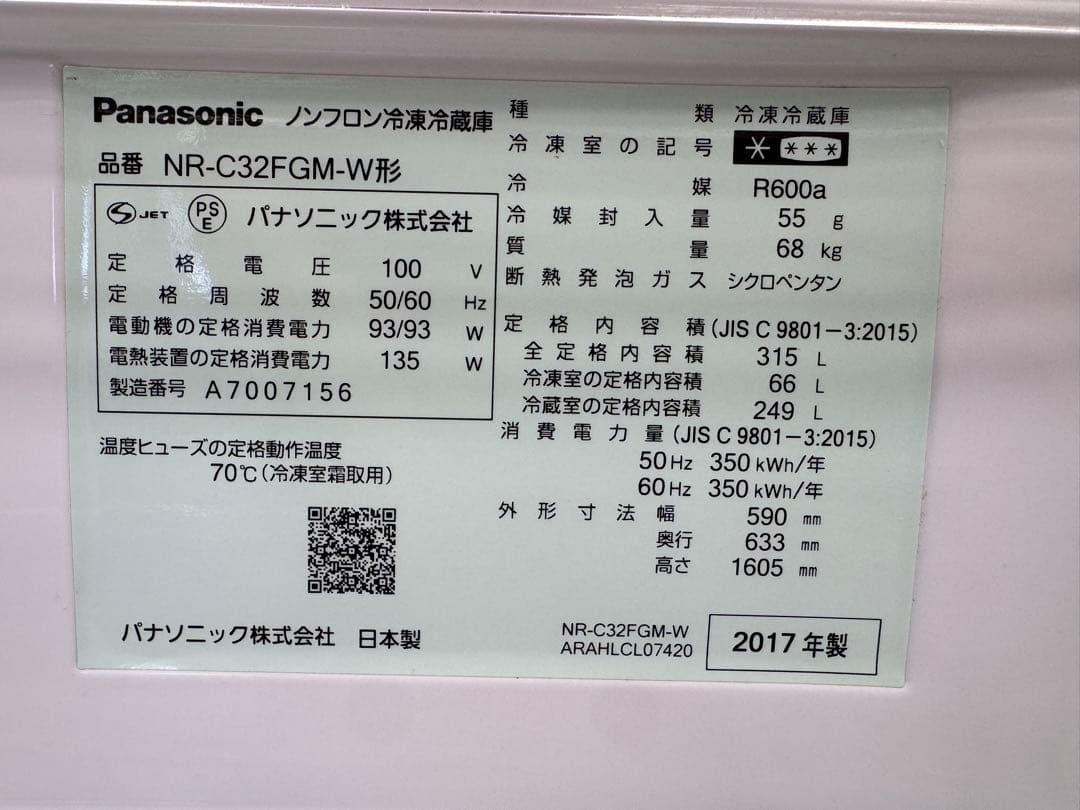 Panasonic ノンフロン冷凍冷蔵庫
品番 NR-C32FGM-W形
S JET PSE パナソニック株式会社
定格電圧 100 V
定格周波数 50/60 Hz
電動機の定格消費電力 93/93 W
電熱装置の定格消費電力 135 W
製造番号 A7007156
温度ヒューズの定格動作温度
70℃(冷凍室霜取用)
パナソニック株式会社 日本製
種類 冷凍冷蔵庫
冷凍室の記号 * ***
冷媒 R600a
冷媒封入量 55 g
質量 68 kg
断熱発泡ガス シクロペンタン
定格内容積(JIS C 9801-3:2015)
全定格内容積 315 L
冷凍室の定格内容積 66 L
冷蔵室の定格内容積 249 L
消費電力量(JIS C 9801-3:2015)
50Hz 350 kWh/年
60Hz 350 kWh/年
外形寸法 幅 590 mm
奥行 633 mm
高さ 1605 mm
NR-C32FGM-W
ARAHLCL07420
2017年製